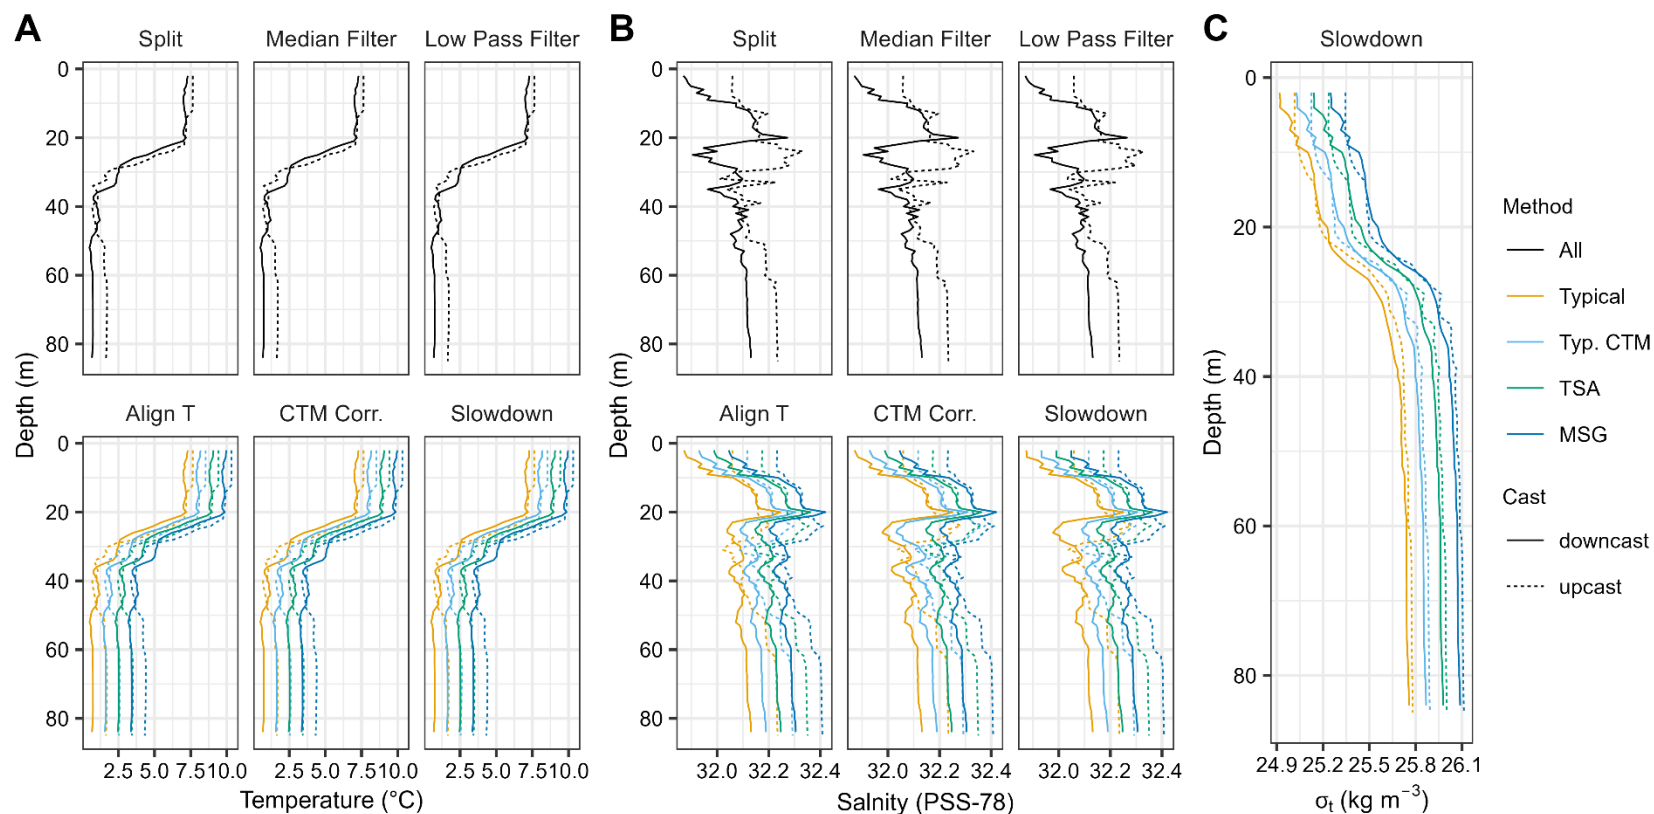 A
Split
Median Filter
Low Pass Filter
0
20
40
60
80
Align T
CTM Corr.
Slowdown
0
20
40
60
80
2.5 5.0 7.510.0
2.5 5.0 7.510.0
2.5 5.0 7.510.0
Depth (m)
Temperature (°C)
B
Split
Median Filter
Low Pass Filter
0
20
40
60
80
Align T
CTM Corr.
Slowdown
0
20
40
60
80
32.0 32.2 32.4
32.0 32.2 32.4
32.0 32.2 32.4
Depth (m)
Salnity (PSS-78)
C
Slowdown
0
20
40
60
80
24.9 25.2 25.5 25.8 26.1
Depth (m)
σt (kg m⁻³)
Method
All
Typical
Typ. CTM
TSA
MSG
Cast
downcast
upcast